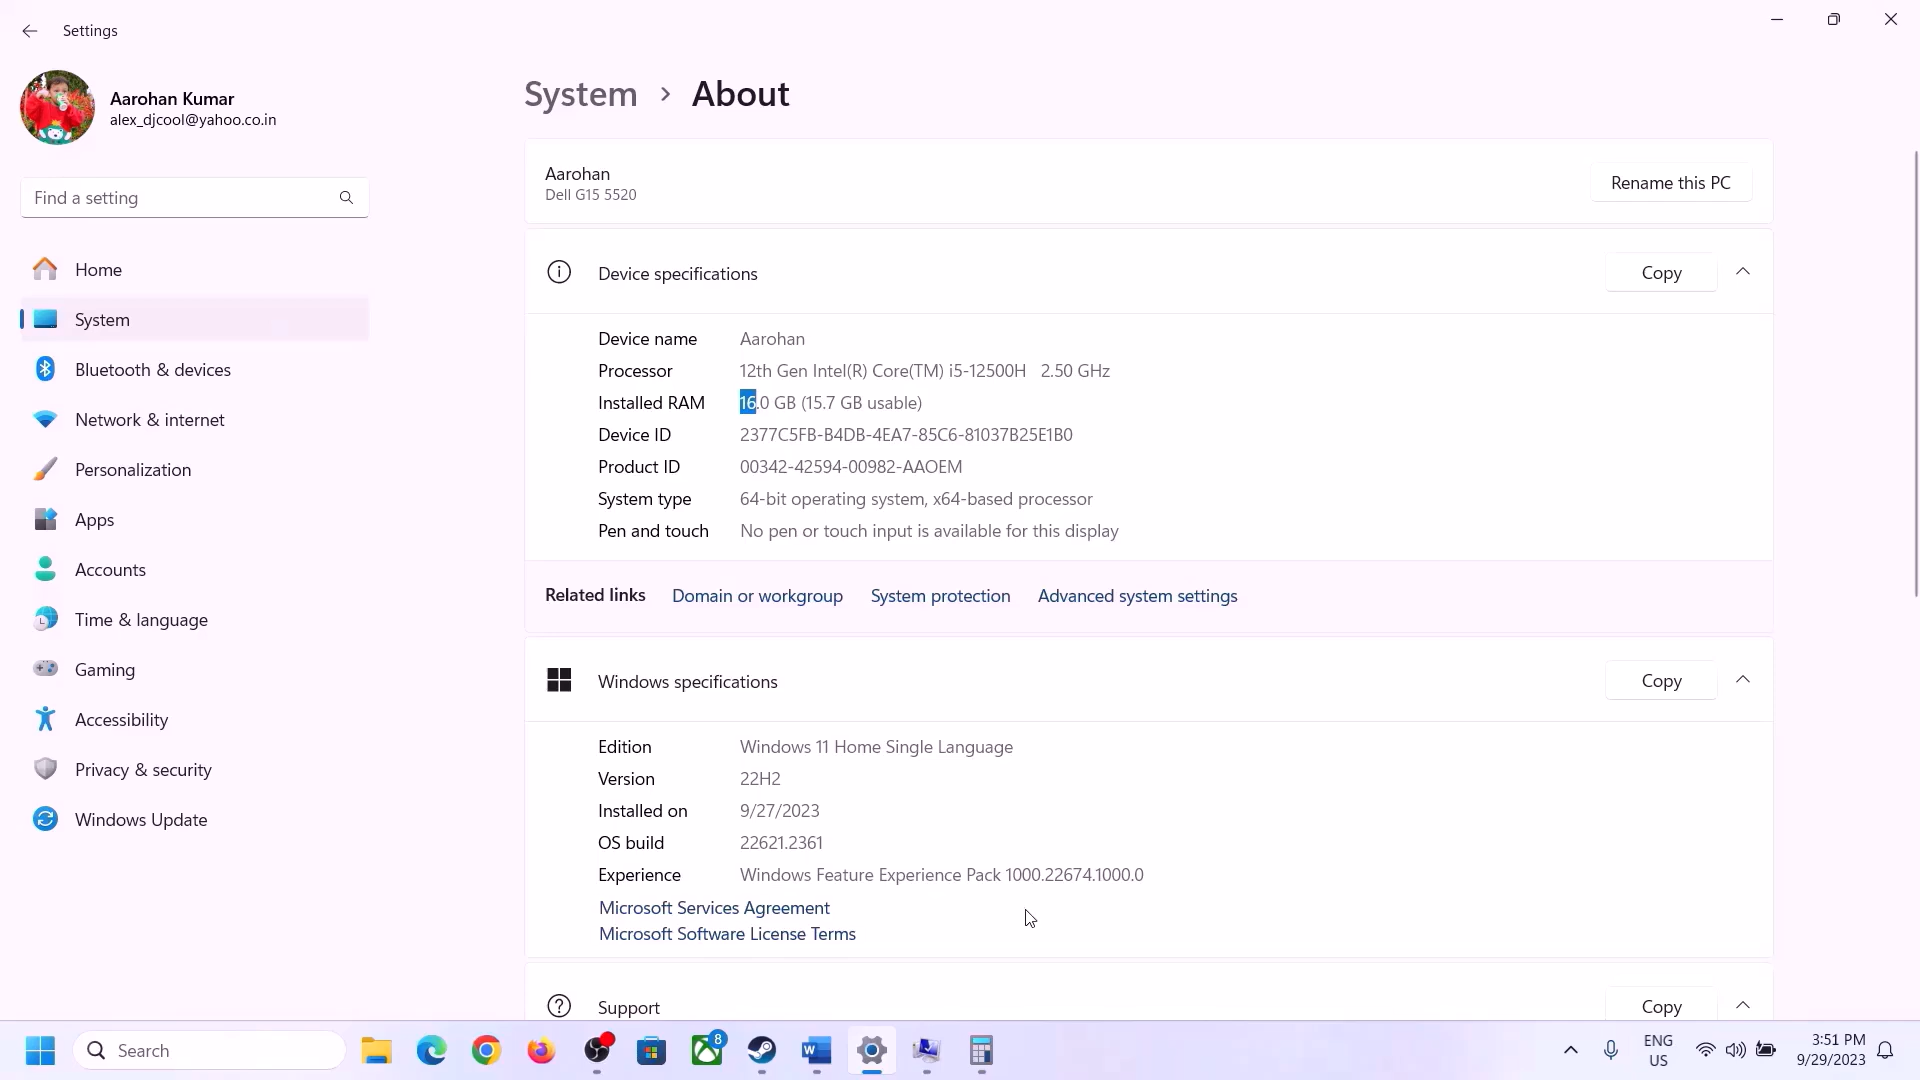 Settings
Aarohan Kumar
alex_djcool@yahoo.co.in
Find a setting
Home
System
Bluetooth & devices
Network & internet
Personalization
Apps
Accounts
Time & language
Gaming
Accessibility
Privacy & security
Windows Update
System > About
Aarohan
Dell G15 5520
Rename this PC
Device specifications
Copy
Device name Aarohan
Processor 12th Gen Intel(R) Core(TM) i5-12500H 2.50 GHz
Installed RAM 16.0 GB (15.7 GB usable)
Device ID 2377C5FB-B4DB-4EA7-85C6-81037B25E1B0
Product ID 00342-42594-00982-AAOEM
System type 64-bit operating system, x64-based processor
Pen and touch No pen or touch input is available for this display
Related links Domain or workgroup System protection Advanced system settings
Windows specifications
Copy
Edition Windows 11 Home Single Language
Version 22H2
Installed on 9/27/2023
OS build 22621.2361
Experience Windows Feature Experience Pack 1000.22674.1000.0
Microsoft Services Agreement
Microsoft Software License Terms
Support
Copy
Search
8
ENG
US
3:51 PM
9/29/2023